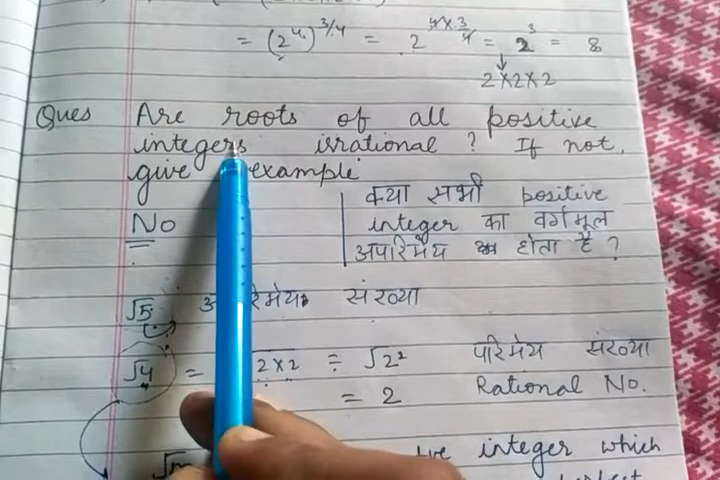 = (2⁴)^3/4 = 2^4×3/4 = 2³ = 8
2×2×2
Ques Are roots of all positive
integers irrational ? If not,
give example
No
क्या सभी positive
integer का वर्गमूल
अपरिमेय होता है ?
√5 संख्या
√4 = 2×2 = √2² परिमेय संख्या
= 2 Rational No.
integer which